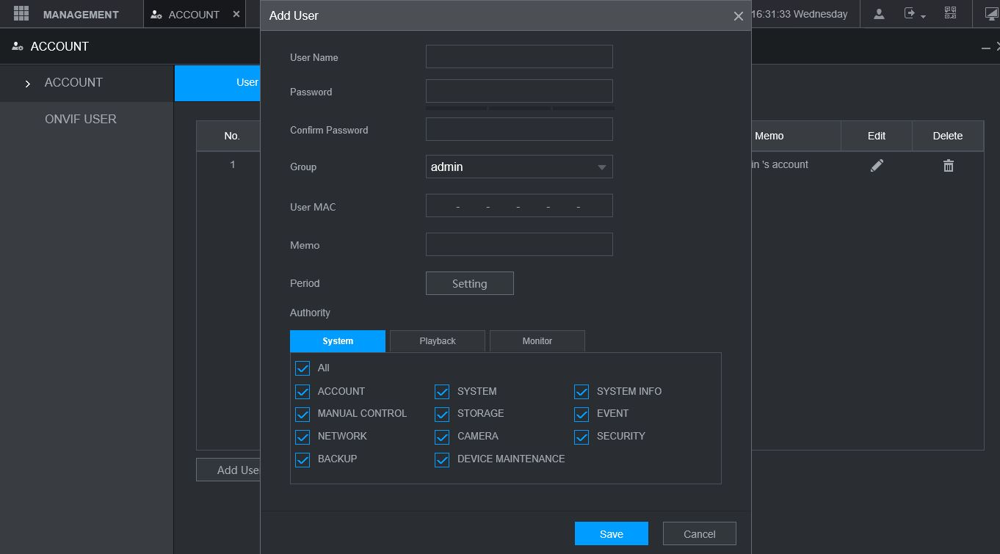 MANAGEMENT
ACCOUNT
Add User
16:31:33 Wednesday
ACCOUNT
ACCOUNT
ONVIF USER
User
No.
Memo
Edit
Delete
1
in 's account
User Name
Password
Confirm Password
Group
admin
User MAC
- - - - -
Memo
Period
Setting
Authority
System
Playback
Monitor
All
ACCOUNT
SYSTEM
SYSTEM INFO
MANUAL CONTROL
STORAGE
EVENT
NETWORK
CAMERA
SECURITY
BACKUP
DEVICE MAINTENANCE
Add Use
Save
Cancel